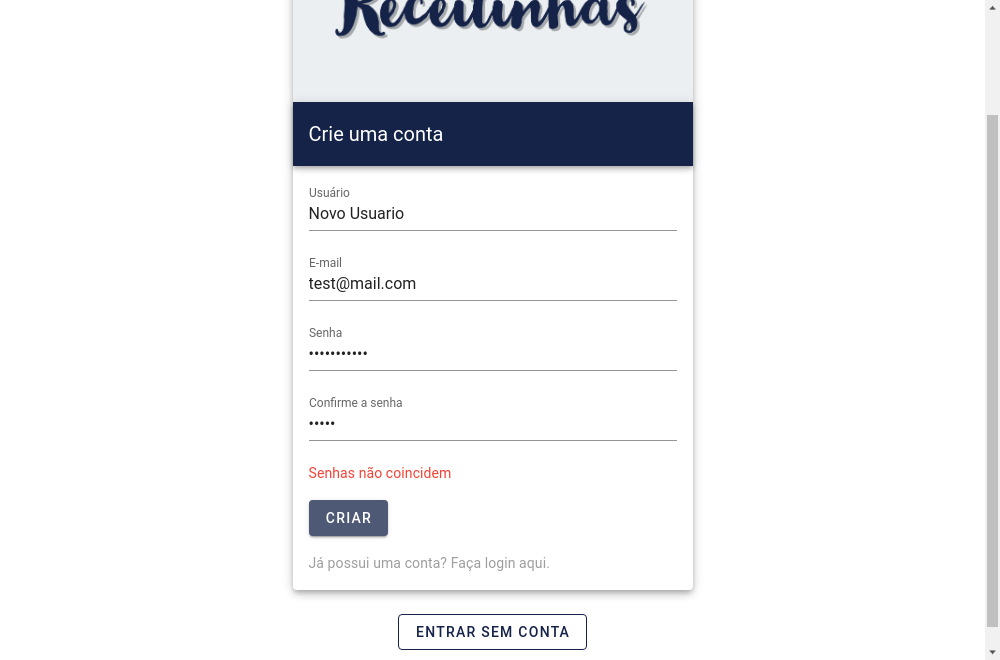 Receitinhas
Crie uma conta
Usuário
Novo Usuario
E-mail
test@mail.com
Senha
•••••••••••
Confirme a senha
•••••
Senhas não coincidem
CRIAR
Já possui uma conta? Faça login aqui.
ENTRAR SEM CONTA